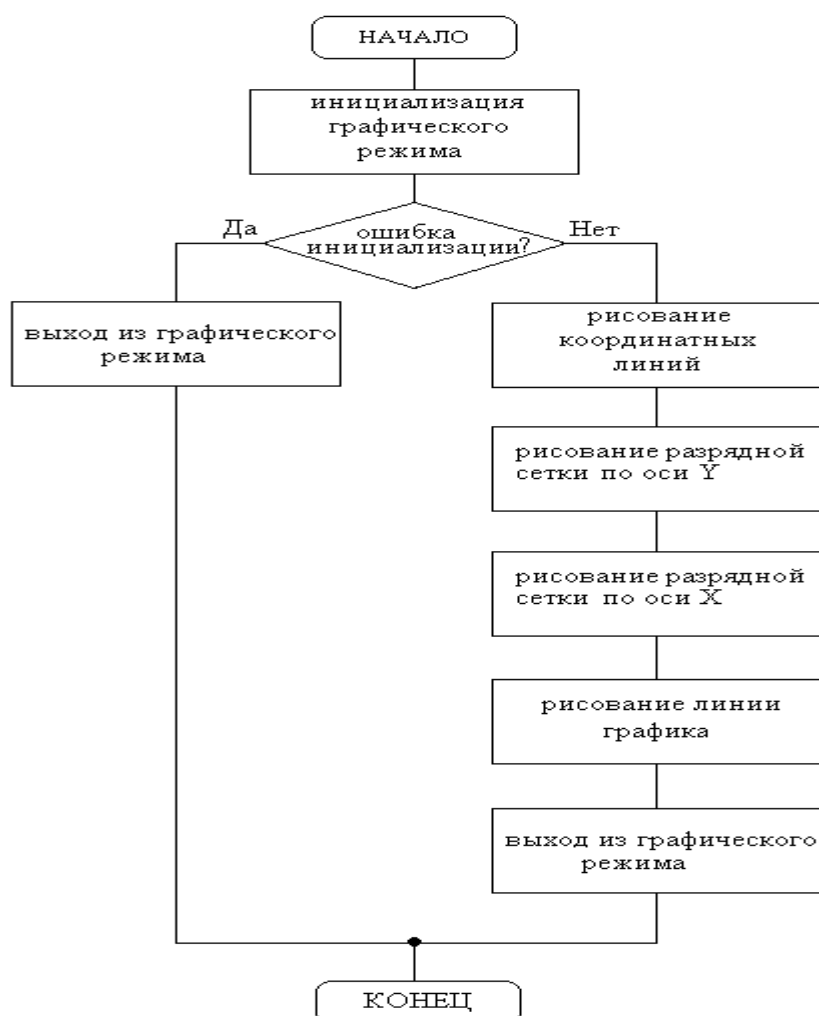 НАЧАЛО
инициализация
графического
режима
ошибка
инициализации?
Да
Нет
выход из графического
режима
рисование
координатных
линий
рисование разрядной
сетки по оси Y
рисование разрядной
сетки по оси X
рисование линии
графика
выход из графического
режима
КОНЕЦ